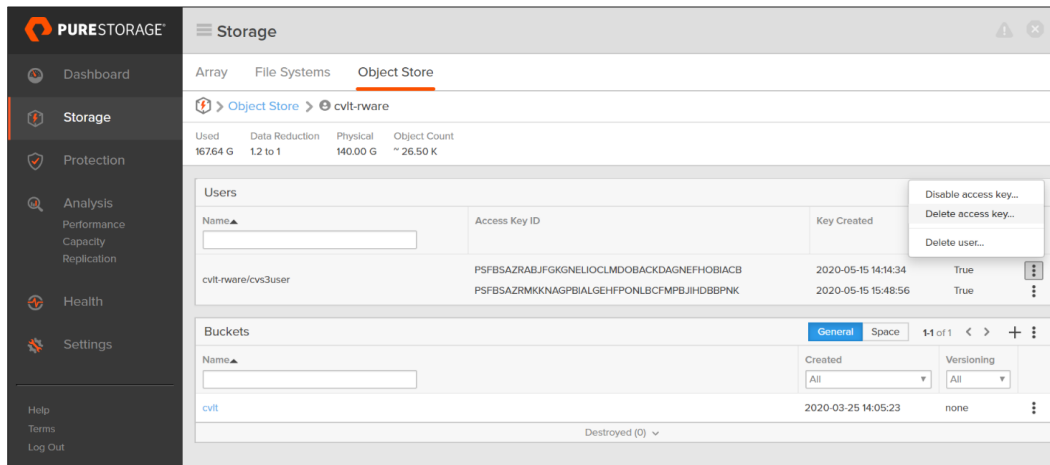 PURESTORAGE®
Storage
Dashboard
Storage
Protection
Analysis
Performance
Capacity
Replication
Health
Settings
Help
Terms
Log Out
Array File Systems Object Store
Object Store cvlt-rware
Used Data Reduction Physical Object Count
167.64 G 1.2 to 1 140.00 G ~ 26.50 K
Users
Name Access Key ID Key Created
Disable access key...
Delete access key...
Delete user...
cvlt-rware/cvs3user
PSFBSAZRABJFGKGNELIOCLMDOBACKDAGNEFHOBIACB 2020-05-15 14:14:34 True
PSFBSAZRMKKNAGPBIALGEHFPONLBCFMPBJIHDBBPNK 2020-05-15 15:48:56 True
Buckets General Space 1-1 of 1
Name Created Versioning
All All
cvlt 2020-03-25 14:05:23 none
Destroyed (0)